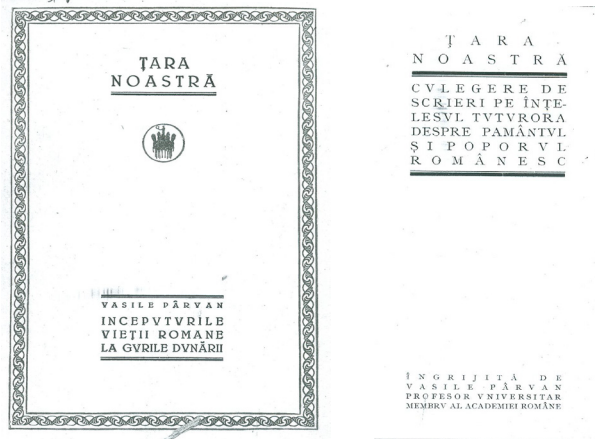 ȚARA
NOASTRĂ
VASILE PÂRVAN
INCEPVTVRILE
VIEȚII ROMANE
LA GVRILE DVNĂRII
ȚARA
NOASTRĂ
CVLEGERE DE
SCRIERI PE ÎNȚE-
LESVL TVTVRORA
DESPRE PAMÂNTVL
ȘI POPORVL
ROMÂNESC
ÎNGRIJITĂ DE
VASILE PÂRVAN
PROFESOR VNIVERSITAR
MEMBRV AL ACADEMIEI ROMÂNE